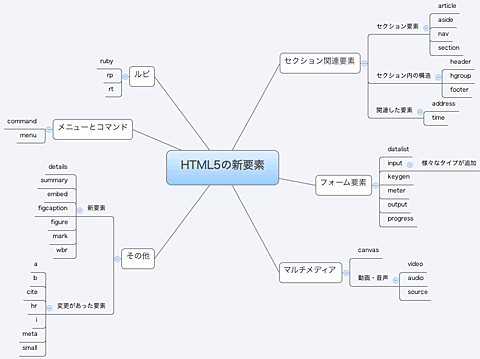 HTML5の新要素
セクション関連要素
セクション要素
article
aside
nav
section
セクション内の構造
header
hgroup
footer
関連した要素
address
time
フォーム要素
datalist
input
様々なタイプが追加
keygen
meter
output
progress
マルチメディア
canvas
動画・音声
video
audio
source
ルビ
ruby
rp
rt
メニューとコマンド
command
menu
その他
新要素
details
summary
embed
figcaption
figure
mark
wbr
変更があった要素
a
b
cite
hr
i
meta
small